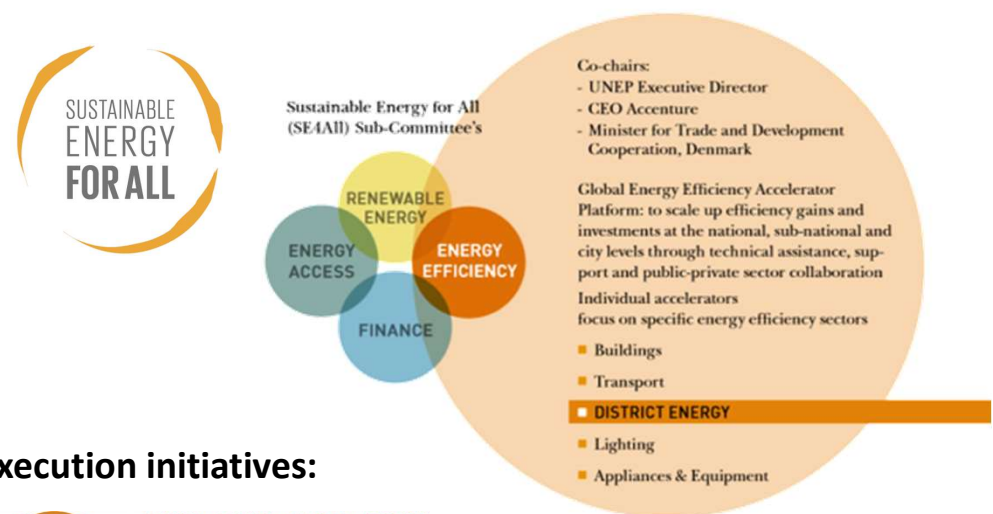 SUSTAINABLE
ENERGY
FOR ALL
Sustainable Energy for All
(SE4All) Sub-Committee's
RENEWABLE
ENERGY
ENERGY
ACCESS
ENERGY
EFFICIENCY
FINANCE
Co-chairs:
- UNEP Executive Director
- CEO Accenture
- Minister for Trade and Development
Cooperation, Denmark
Global Energy Efficiency Accelerator
Platform: to scale up efficiency gains and
investments at the national, sub-national and
city levels through technical assistance, sup-
port and public-private sector collaboration
Individual accelerators
focus on specific energy efficiency sectors
Buildings
Transport
DISTRICT ENERGY
Lighting
Appliances & Equipment
xecution initiatives: